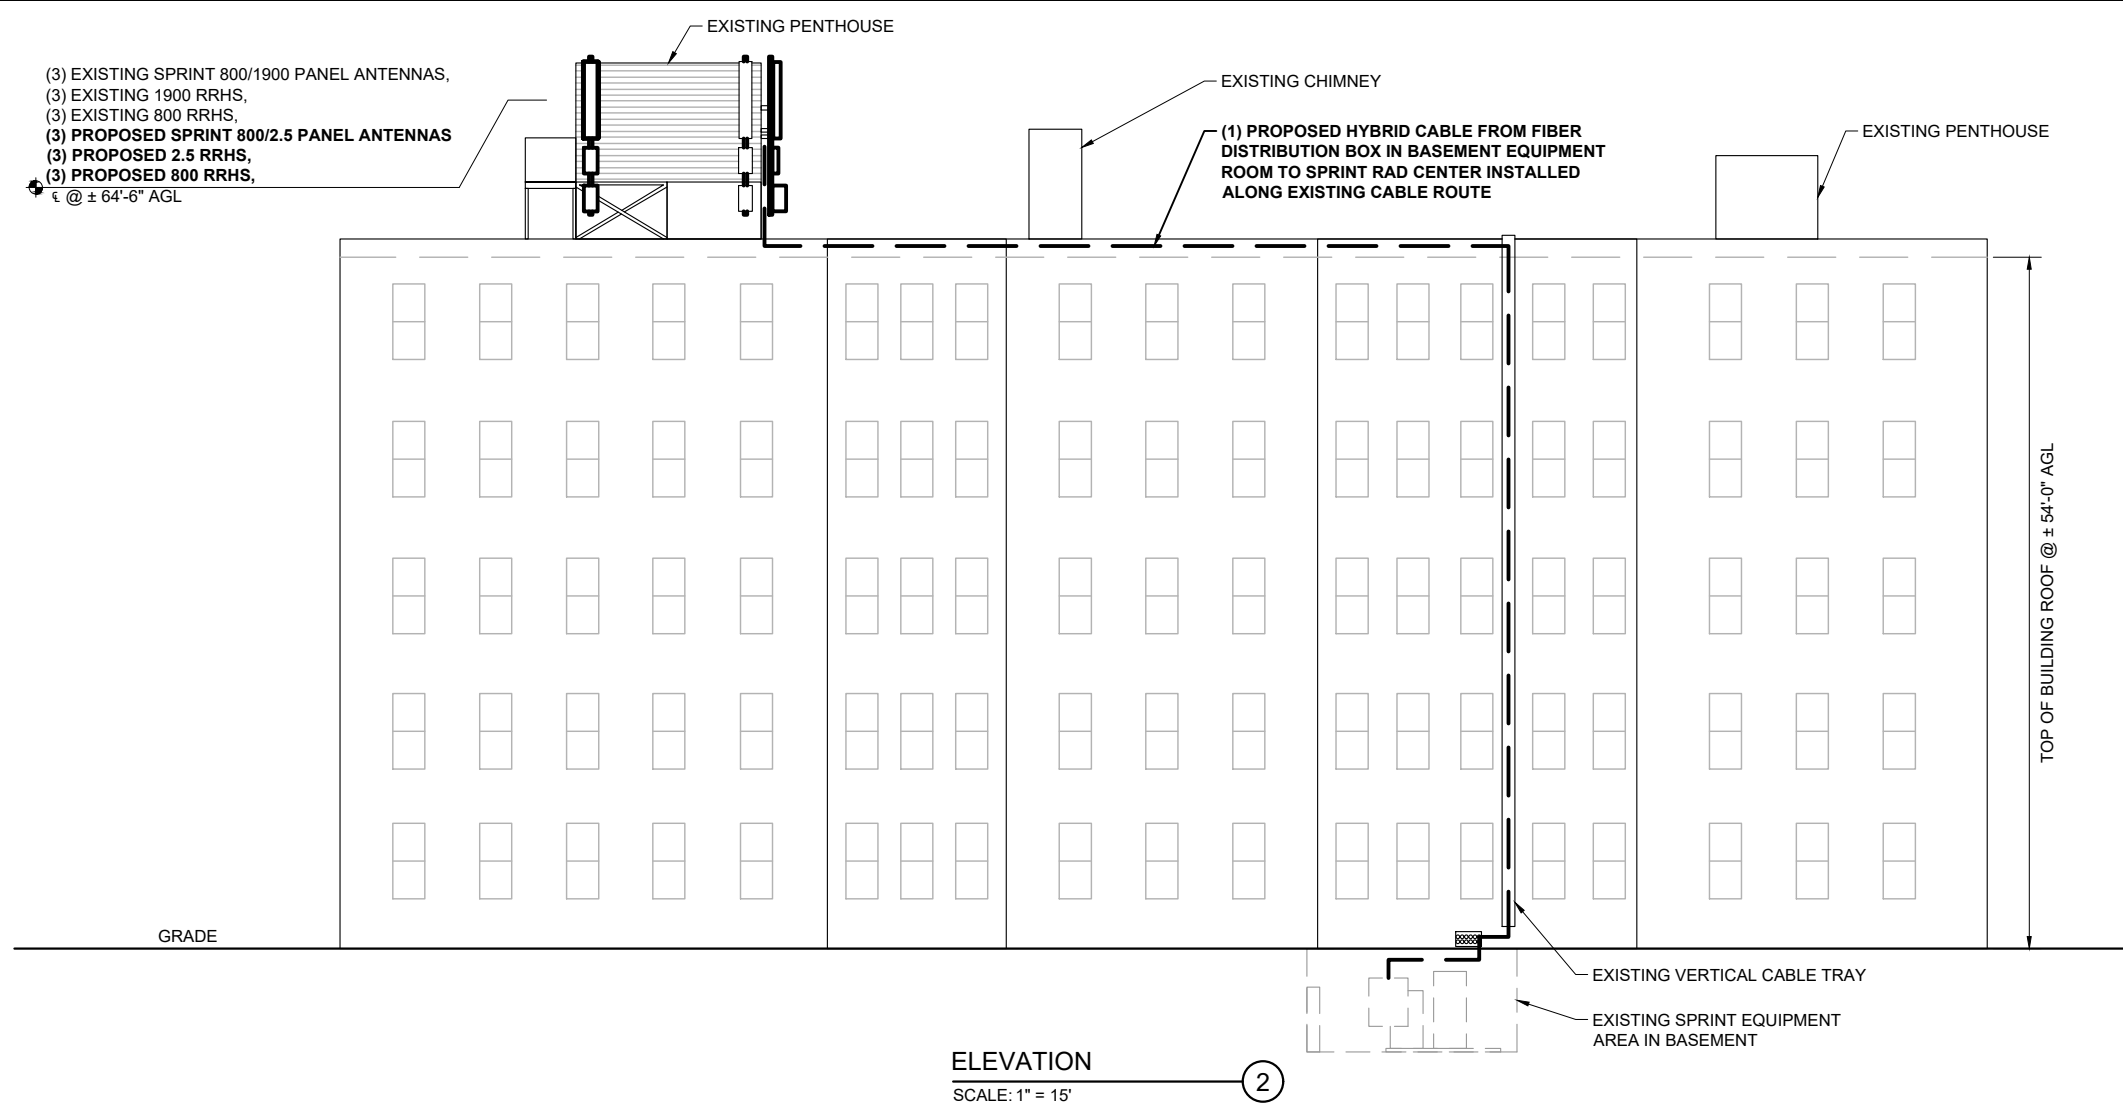 EXISTING PENTHOUSE
(3) EXISTING SPRINT 800/1900 PANEL ANTENNAS,
(3) EXISTING 1900 RRHS,
(3) EXISTING 800 RRHS,
(3) PROPOSED SPRINT 800/2.5 PANEL ANTENNAS
(3) PROPOSED 2.5 RRHS,
(3) PROPOSED 800 RRHS,
℄ @ ± 64'-6" AGL
EXISTING CHIMNEY
(1) PROPOSED HYBRID CABLE FROM FIBER
DISTRIBUTION BOX IN BASEMENT EQUIPMENT
ROOM TO SPRINT RAD CENTER INSTALLED
ALONG EXISTING CABLE ROUTE
EXISTING PENTHOUSE
TOP OF BUILDING ROOF @ ± 54'-0" AGL
GRADE
EXISTING VERTICAL CABLE TRAY
EXISTING SPRINT EQUIPMENT
AREA IN BASEMENT
ELEVATION
2
SCALE: 1" = 15'